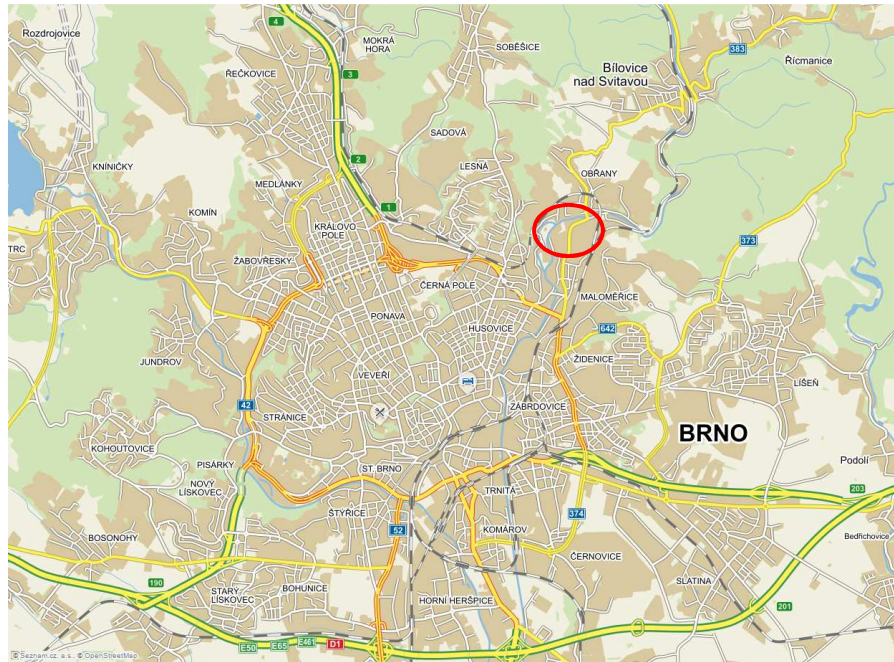 Rozdrojovice
4
MOKRÁ
HORA
SOBĚŠICE
383
Římanice
Bílovice
nad Svitavou
ŘEČKOVICE
3
SADOVÁ
2
LESNÁ
KNÍNIČKY
MEDLÁNKY
OBŘANY
1
KOMÍN
KRÁLOVO
POLE
373
TRC
ŽABOVŘESKY
ČERNÁ POLE
MALOMĚŘICE
PONAVA
HUSOVICE
642
JUNDROV
ŽIDENICE
VEVEŘÍ
LÍŠEŇ
42
STRÁNICE
ZÁBRDOVICE
BRNO
KOHOUTOVICE
PISÁRKY
ST. BRNO
Podolí
NOVÝ
LÍSKOVEC
TRNITÁ
203
ŠTÝŘICE
374
BOSONOHY
52
KOMÁROV
Bedřichovice
ČERNOVICE
190
STARÝ
LÍSKOVEC
BOHUNICE
SLATINA
HORNÍ HERŠPICE
201
E50
E65
E461
D1
© Seznam.cz, a.s., © OpenStreetMap